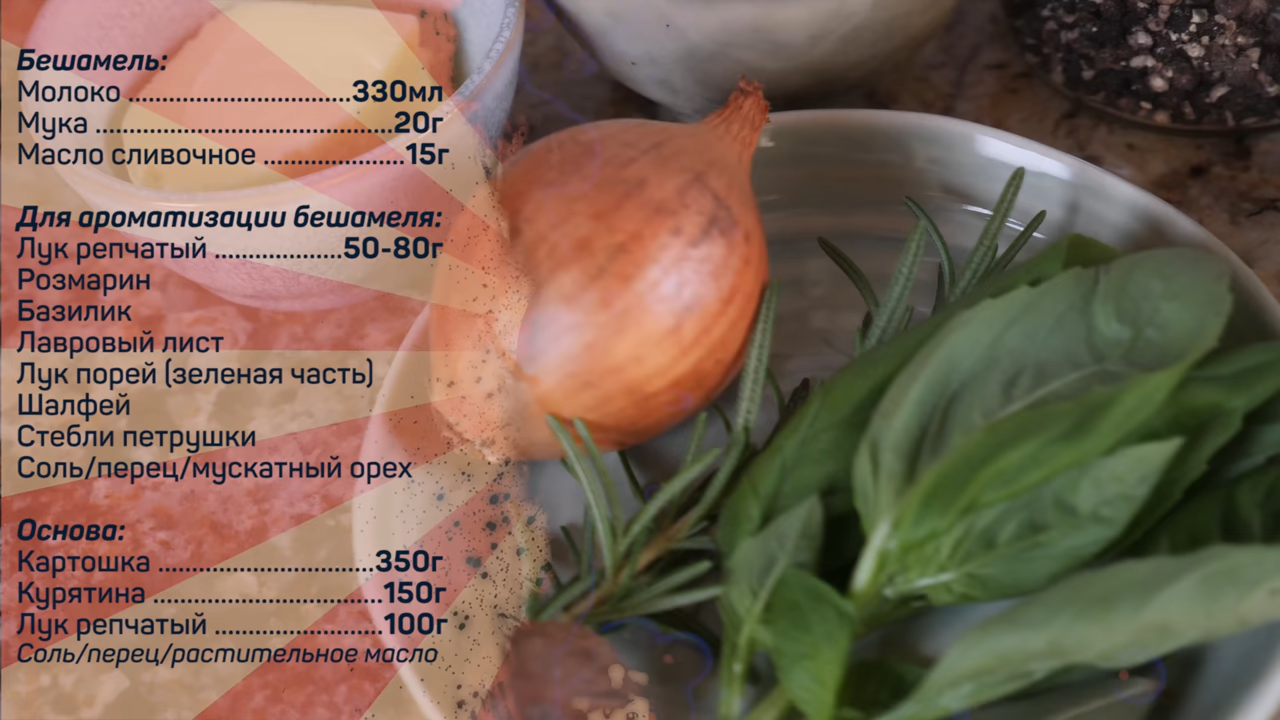 Бешамель:
Молоко ................................330мл
Мука ............................................20г
Масло сливочное .....................15г
Для ароматизации бешамеля:
Лук репчатый ...................50-80г
Розмарин
Базилик
Лавровый лист
Лук порей (зеленая часть)
Шалфей
Стебли петрушки
Соль/перец/мускатный орех
Основа:
Картошка ................................350г
Курятина ..................................150г
Лук репчатый .........................100г
Соль/перец/растительное масло